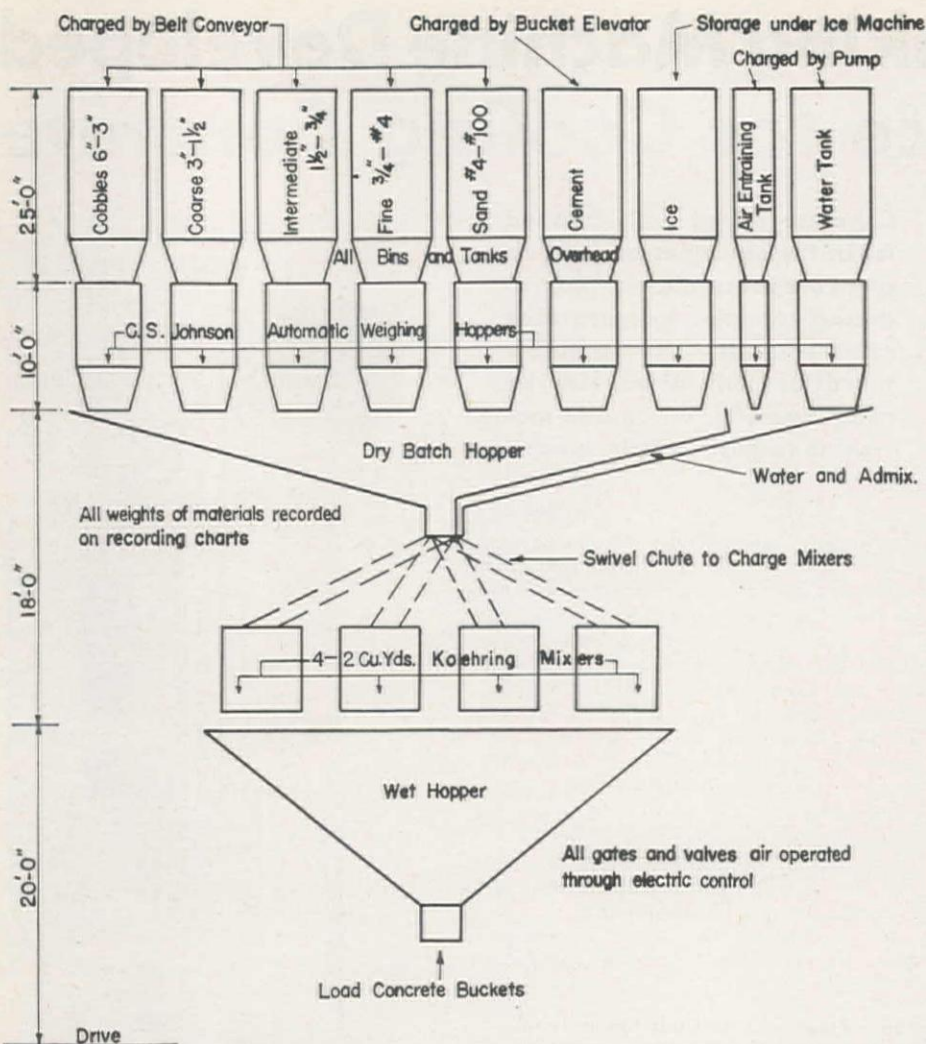 Charged by Belt Conveyor
Charged by Bucket Elevator
Storage under Ice Machine
Charged by Pump
Cobbles 6"-3"
Coarse 3"-1½"
Intermediate
1½"-¾"
Fine ¾"-#4
Sand #4-#100
Cement
Ice
Air Entraining
Tank
Water Tank
25'-0"
All Bins and Tanks Overhead
10'-0"
C. S. Johnson Automatic Weighing Hoppers
Dry Batch Hopper
Water and Admix.
All weights of materials recorded
on recording charts
Swivel Chute to Charge Mixers
18'-0"
4-2 Cu. Yds. Koehring Mixers
Wet Hopper
All gates and valves air operated
through electric control
20'-0"
Load Concrete Buckets
Drive